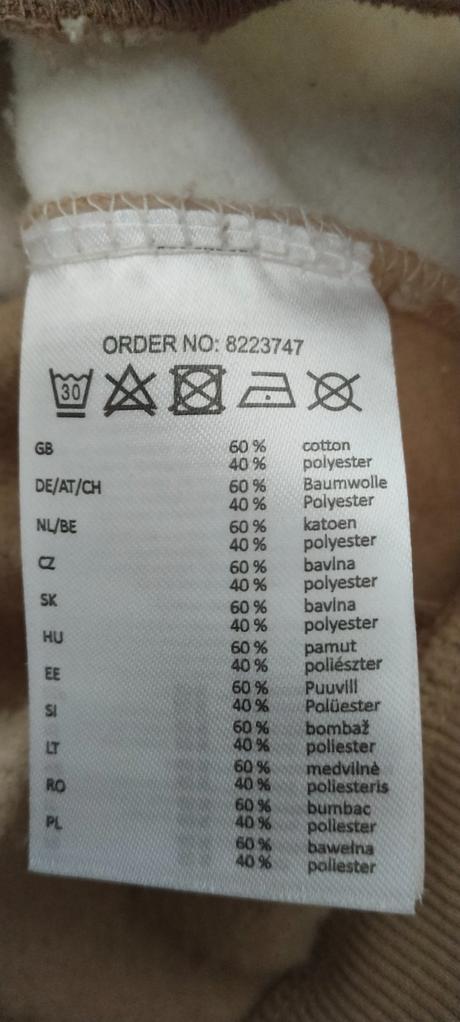 ORDER NO: 8223747
30
GB 60 % cotton
40 % polyester
DE/AT/CH 60 % Baumwolle
40 % Polyester
NL/BE 60 % katoen
40 % polyester
CZ 60 % bavlna
40 % polyester
SK 60 % bavlna
40 % polyester
HU 60 % pamut
40 % poliészter
EE 60 % Puuvill
40 % Polüester
SI 60 % bombaž
40 % poliester
LT 60 % medvilnė
40 % poliesteris
RO 60 % bumbac
40 % poliester
PL 60 % bawełna
40 % poliester